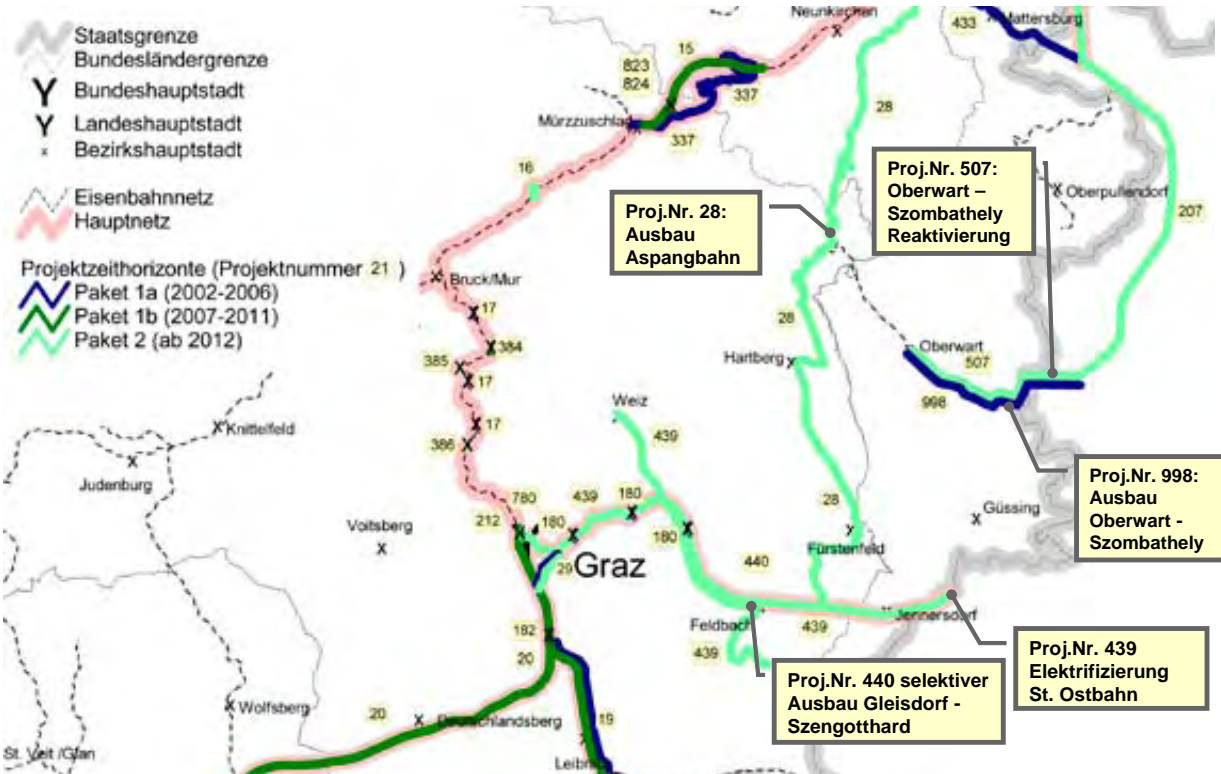 Staatsgrenze
Bundesländergrenze
Bundeshauptstadt
Landeshauptstadt
Bezirkshauptstadt
Eisenbahnnetz
Hauptnetz
Projektzeithorizonte (Projektnummer 21 )
Paket 1a (2002-2006)
Paket 1b (2007-2011)
Paket 2 (ab 2012)
Neunkirchen
433
Mattersburg
15
823
824
337
Mürzzuschlag
337
28
16
Proj.Nr. 507:
Oberwart –
Szombathely
Reaktivierung
Oberpullendorf
207
Proj.Nr. 28:
Ausbau
Aspangbahn
Bruck/Mur
17
28
384
385
17
Hartberg
Oberwart
507
998
Weiz
Knittelfeld
17
386
439
Judenburg
Proj.Nr. 998:
Ausbau
Oberwart -
Szombathely
780
439
180
28
Güssing
Voitsberg
212
180
180
Fürstenfeld
29
Graz
440
Jennersdorf
Feldbach
439
182
439
20
Proj.Nr. 440 selektiver
Ausbau Gleisdorf -
Szengotthard
Proj.Nr. 439
Elektrifizierung
St. Ostbahn
Wolfsberg
20
Deutschlandsberg
19
St. Veit /Glan